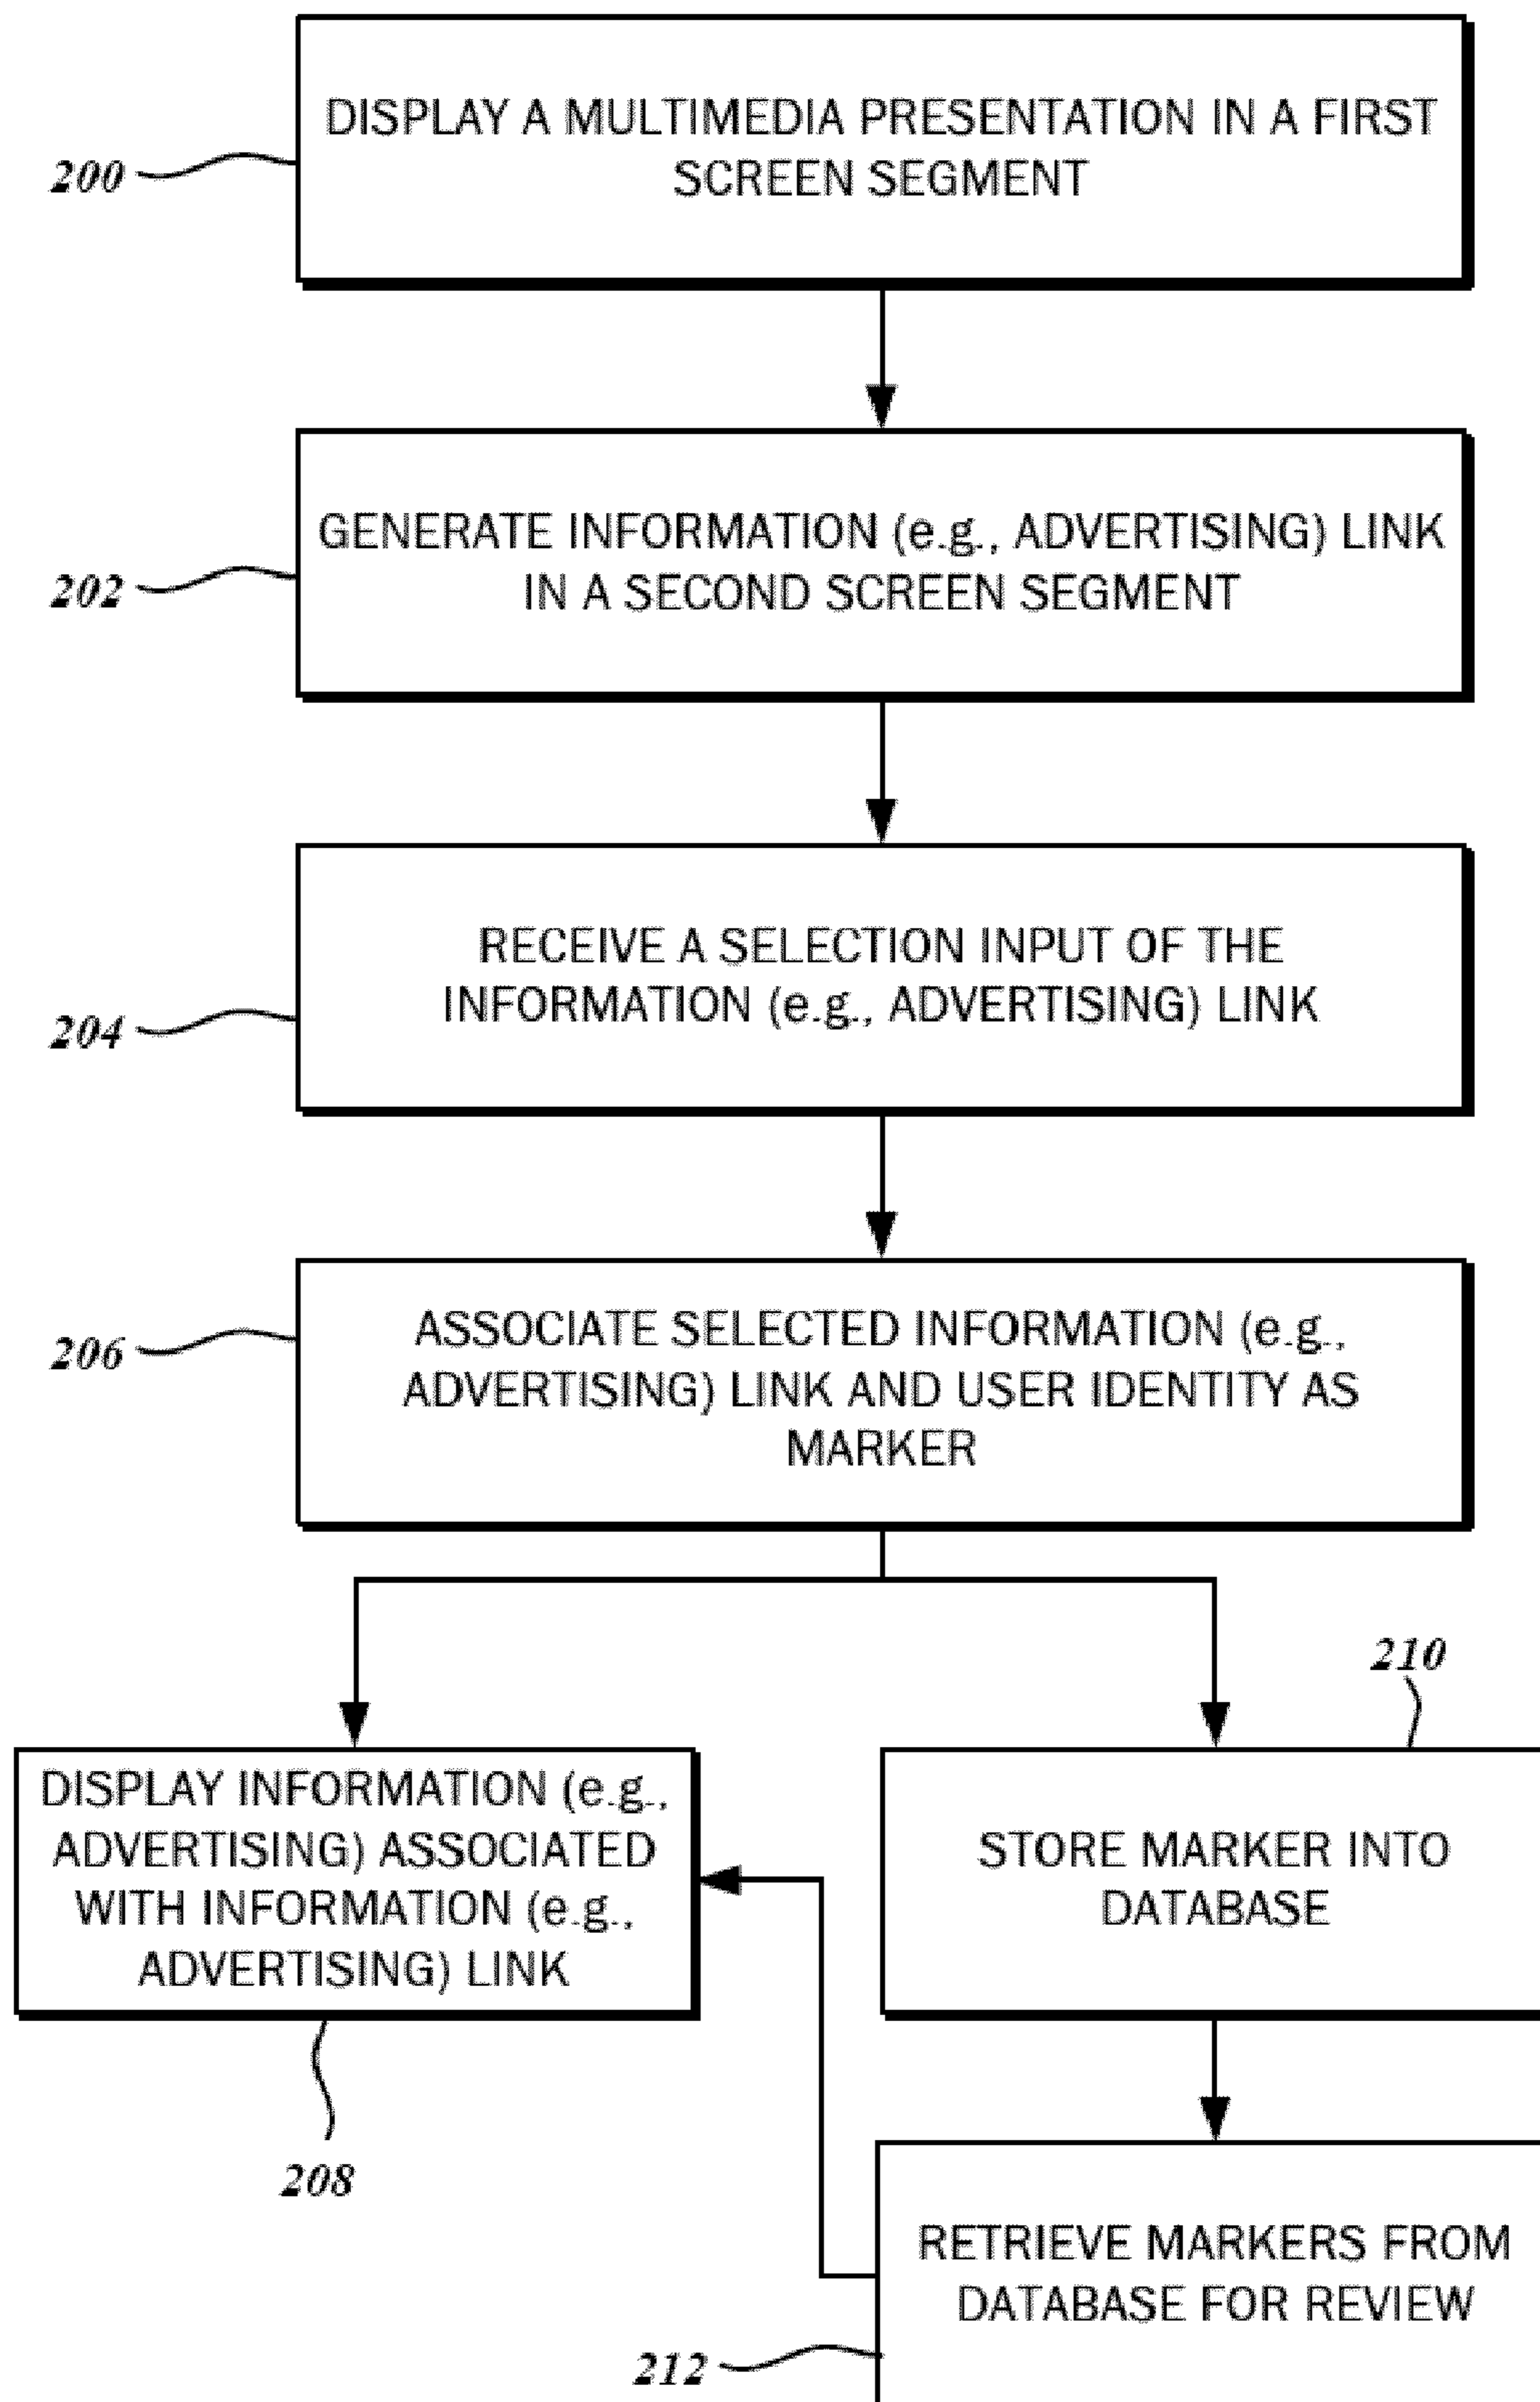 DISPLAY A MULTIMEDIA PRESENTATION IN A FIRST
SCREEN SEGMENT
200
GENERATE INFORMATION (e.g., ADVERTISING) LINK
IN A SECOND SCREEN SEGMENT
202
RECEIVE A SELECTION INPUT OF THE
INFORMATION (e.g., ADVERTISING) LINK
204
ASSOCIATE SELECTED INFORMATION (e.g.,
ADVERTISING) LINK AND USER IDENTITY AS
MARKER
206
210
DISPLAY INFORMATION (e.g.,
ADVERTISING) ASSOCIATED
WITH INFORMATION (e.g.,
ADVERTISING) LINK
STORE MARKER INTO
DATABASE
208
RETRIEVE MARKERS FROM
DATABASE FOR REVIEW
212